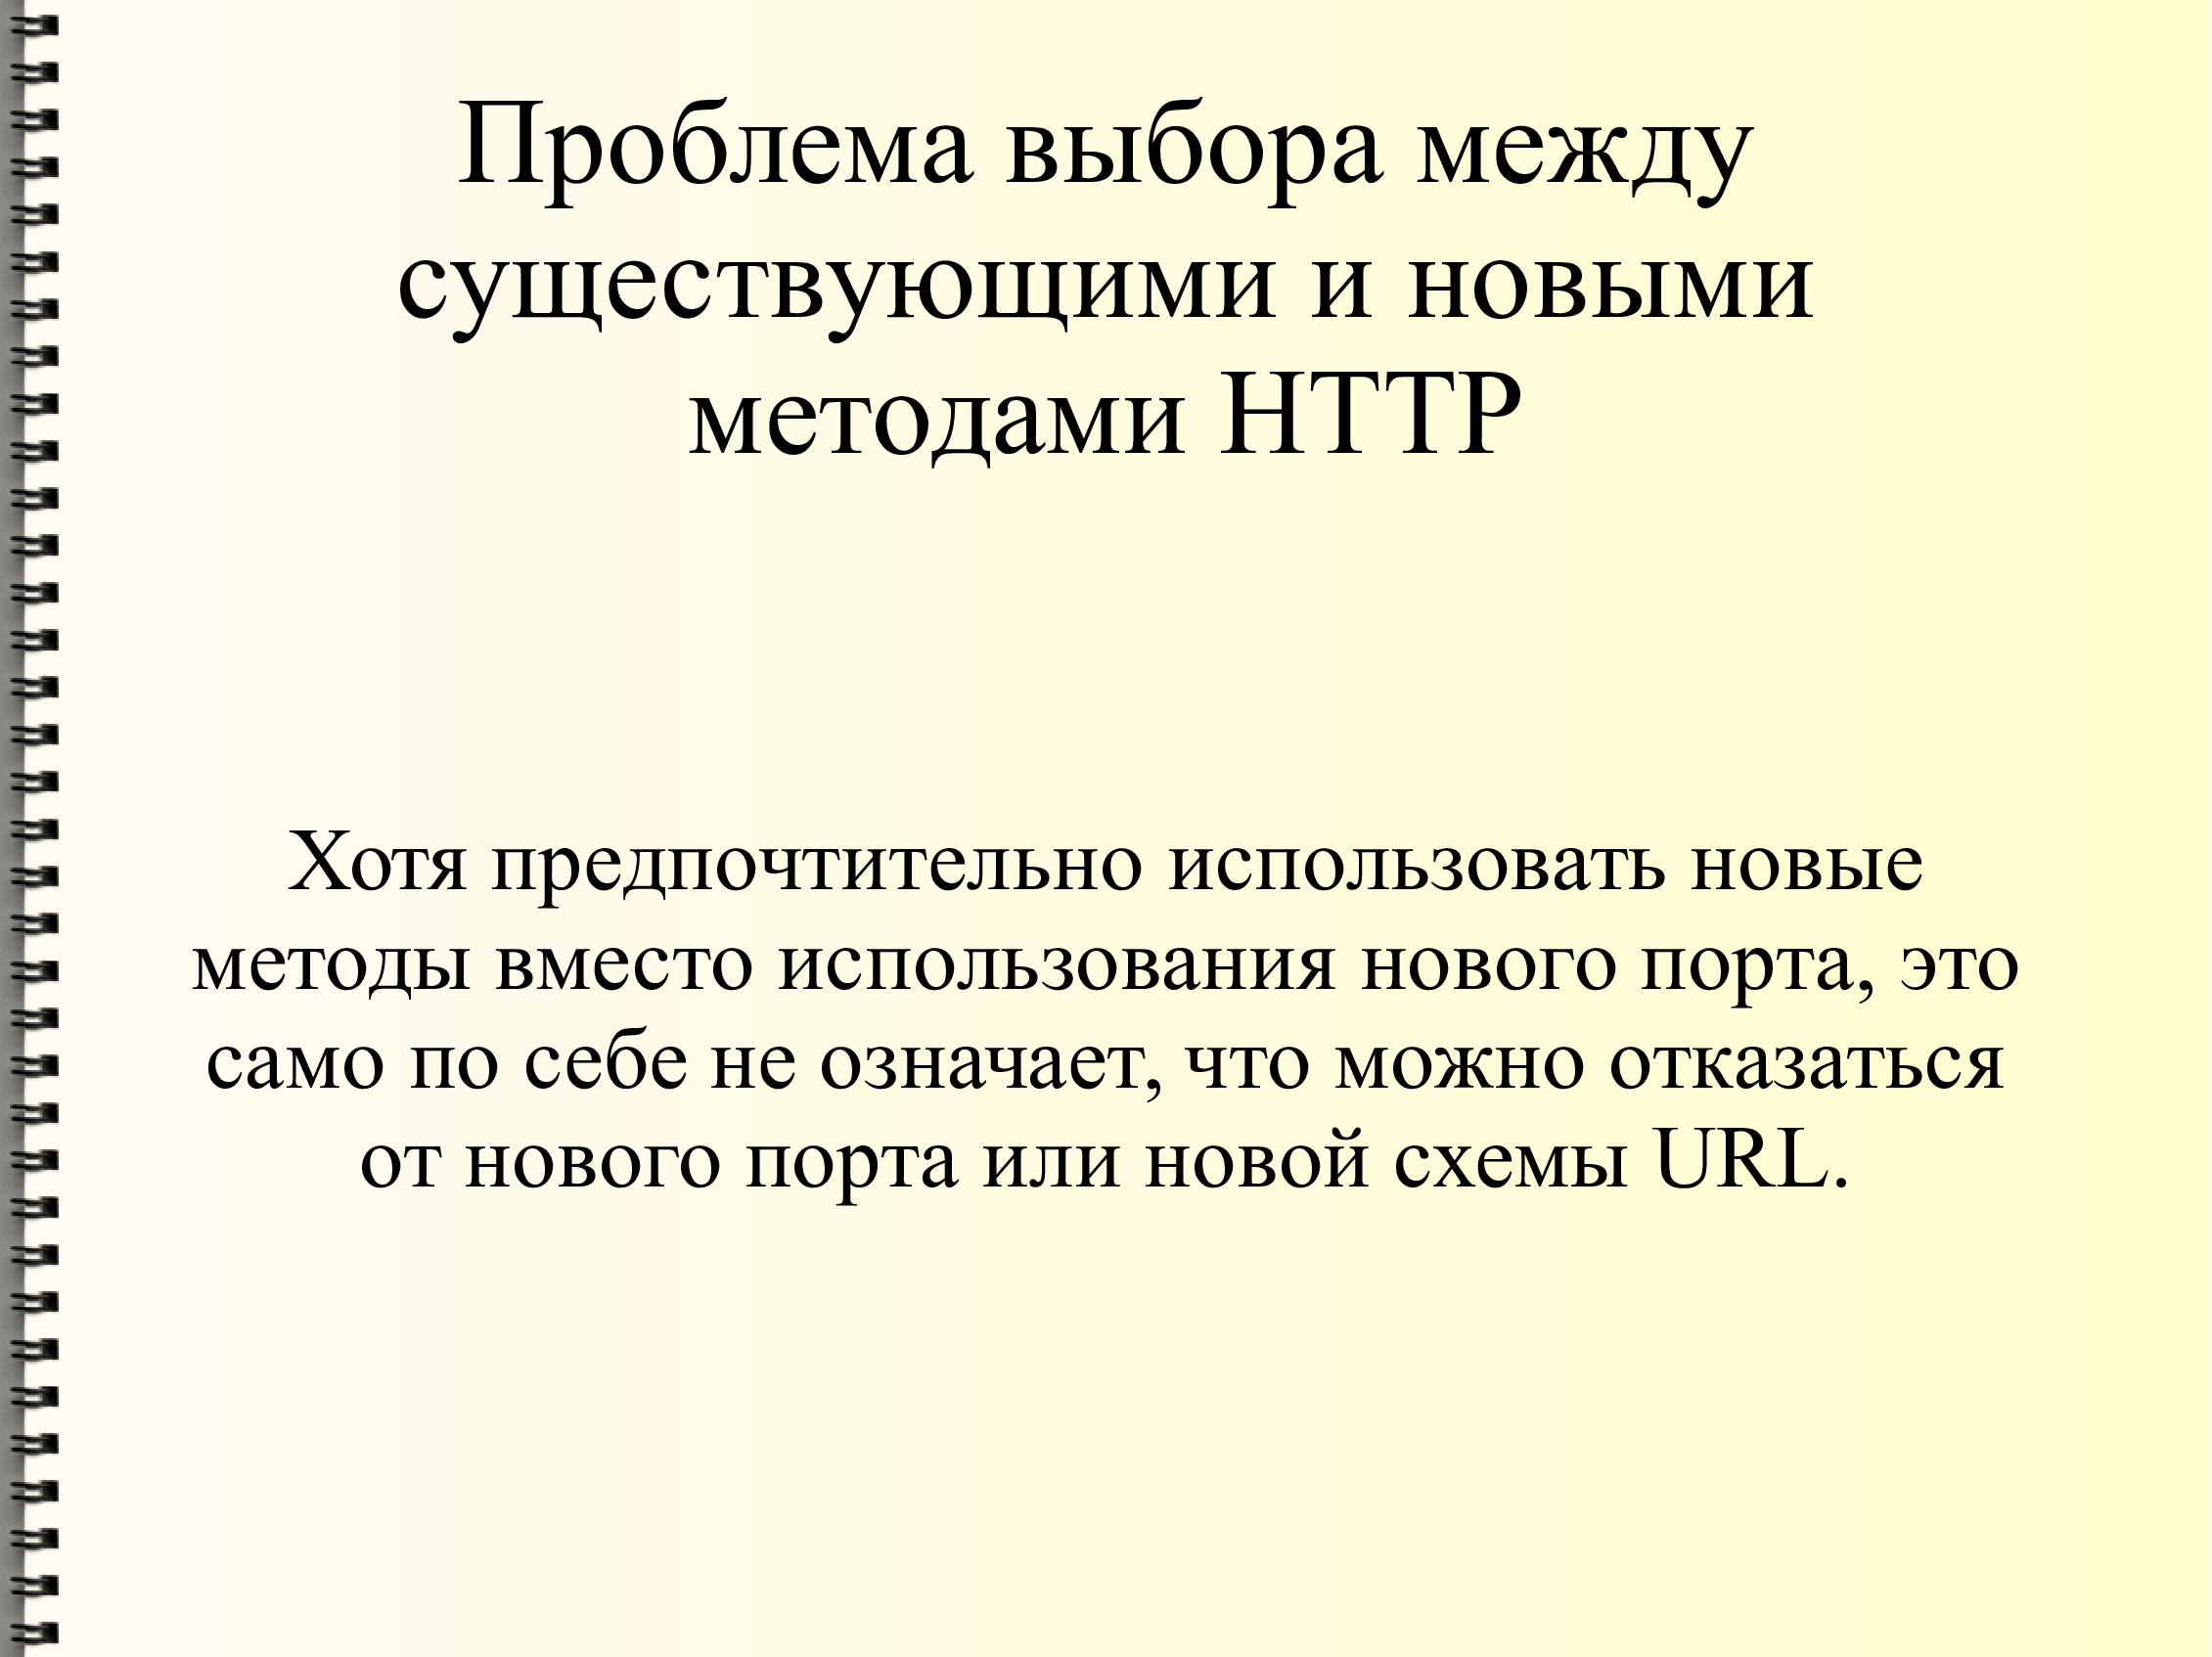 Проблема выбора между
существующими и новыми
методами HTTP
Хотя предпочтительно использовать новые
методы вместо использования нового порта, это
само по себе не означает, что можно отказаться
от нового порта или новой схемы URL.